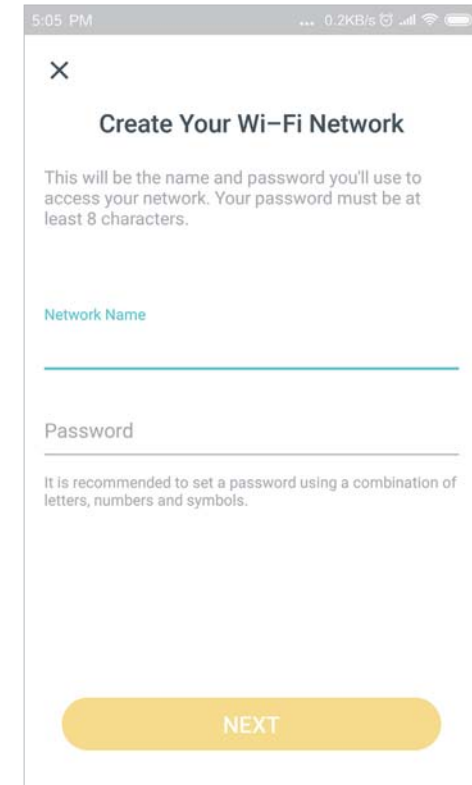 5:05 PM ... 0.2KB/s
Create Your Wi-Fi Network
This will be the name and password you'll use to
access your network. Your password must be at
least 8 characters.
Network Name
Password
It is recommended to set a password using a combination of
letters, numbers and symbols.
NEXT